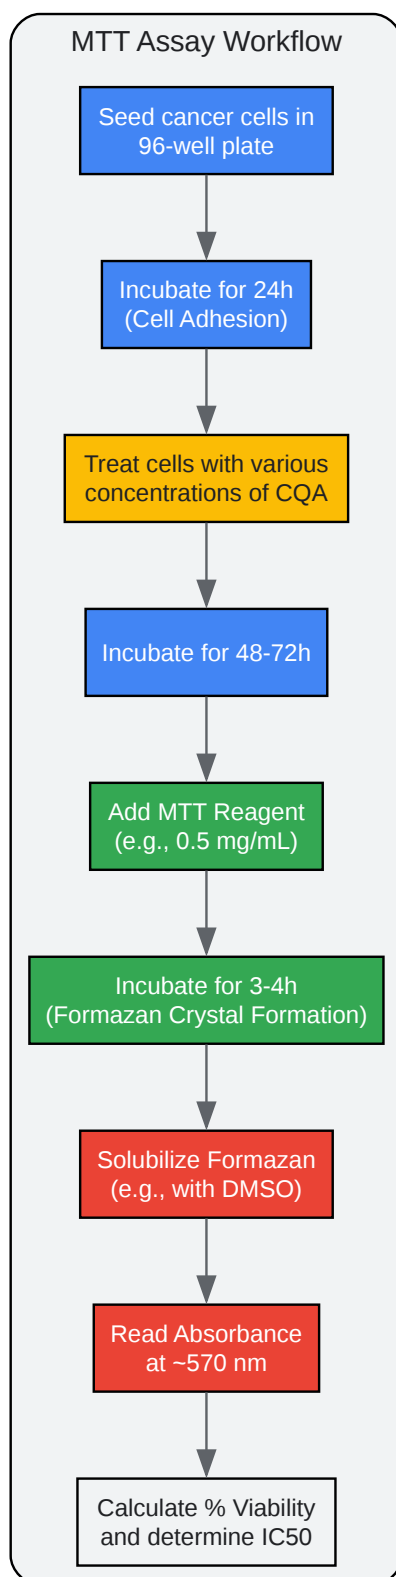 MTT Assay Workflow
Seed cancer cells in
96-well plate
Incubate for 24h
(Cell Adhesion)
Treat cells with various
concentrations of CQA
Incubate for 48-72h
Add MTT Reagent
(e.g., 0.5 mg/mL)
Incubate for 3-4h
(Formazan Crystal Formation)
Solubilize Formazan
(e.g., with DMSO)
Read Absorbance
at ~570 nm
Calculate % Viability
and determine IC50